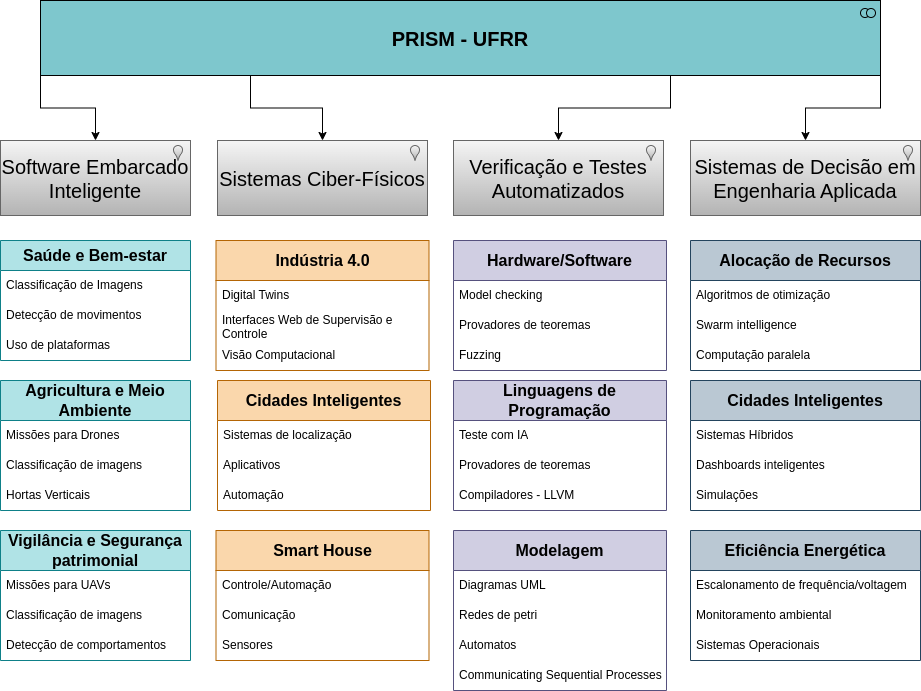 PRISM - UFRR
Software Embarcado
Inteligente
Sistemas Ciber-Físicos
Verificação e Testes
Automatizados
Sistemas de Decisão em
Engenharia Aplicada
Saúde e Bem-estar
Classificação de Imagens
Detecção de movimentos
Uso de plataformas
Agricultura e Meio
Ambiente
Missões para Drones
Classificação de imagens
Hortas Verticais
Vigilância e Segurança
patrimonial
Missões para UAVs
Classificação de imagens
Detecção de comportamentos
Indústria 4.0
Digital Twins
Interfaces Web de Supervisão e
Controle
Visão Computacional
Cidades Inteligentes
Sistemas de localização
Aplicativos
Automação
Smart House
Controle/Automação
Comunicação
Sensores
Hardware/Software
Model checking
Provadores de teoremas
Fuzzing
Linguagens de
Programação
Teste com IA
Provadores de teoremas
Compiladores - LLVM
Modelagem
Diagramas UML
Redes de petri
Automatos
Communicating Sequential Processes
Alocação de Recursos
Algoritmos de otimização
Swarm intelligence
Computação paralela
Cidades Inteligentes
Sistemas Híbridos
Dashboards inteligentes
Simulações
Eficiência Energética
Escalonamento de frequência/voltagem
Monitoramento ambiental
Sistemas Operacionais